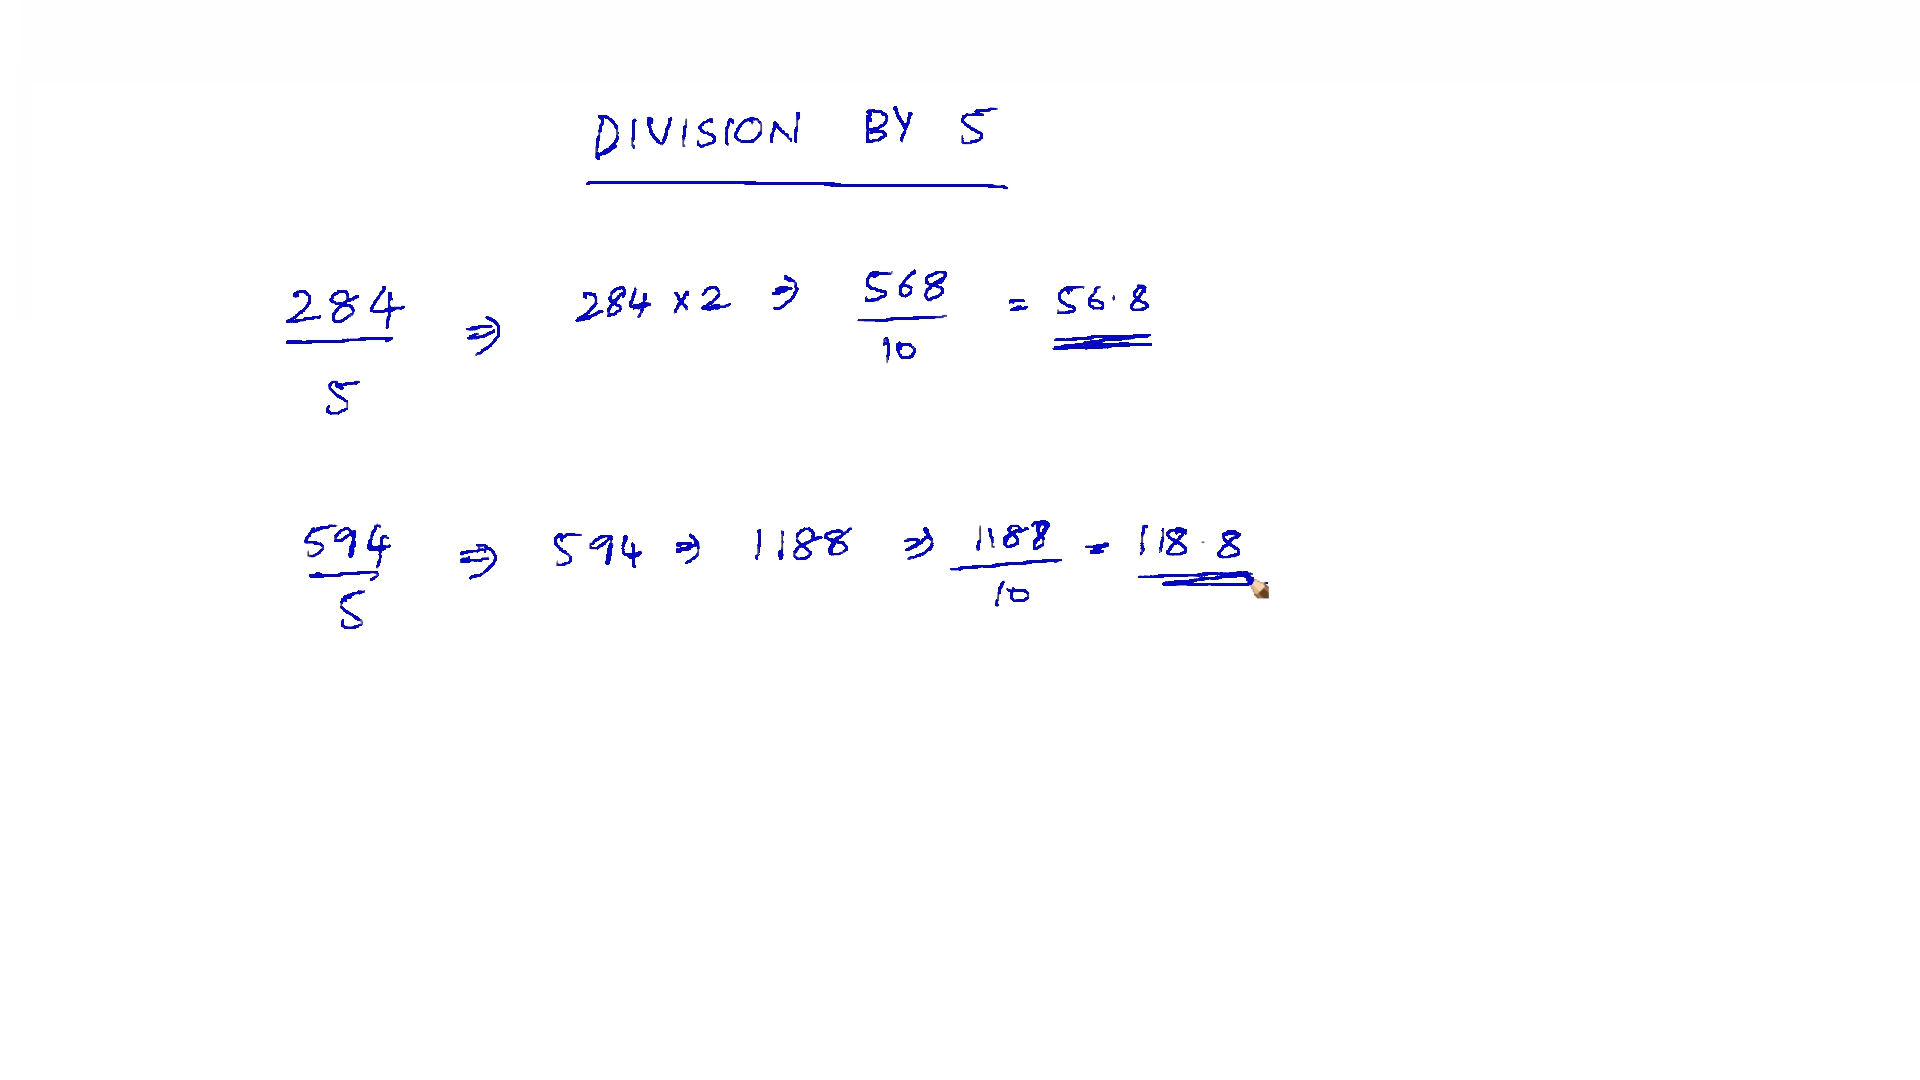 DIVISION BY 5
284/5 ⇒ 284 × 2 ⇒ 568/10 = 56.8
594/5 ⇒ 594 ⇒ 1188 ⇒ 1188/10 = 118.8